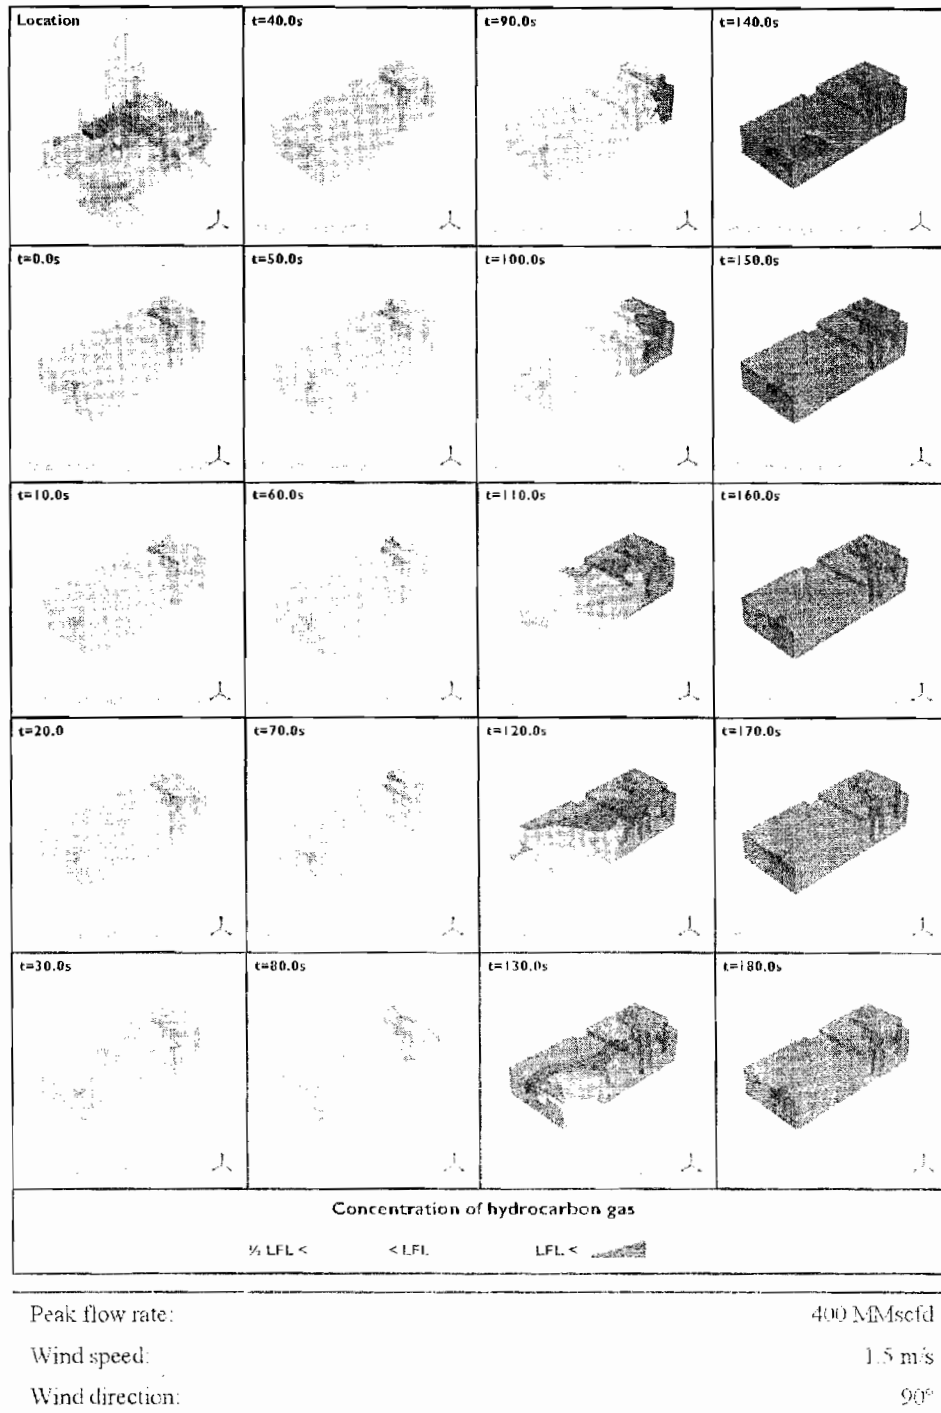 Location
t=40.0s
t=90.0s
t=140.0s
t=0.0s
t=50.0s
t=100.0s
t=150.0s
t=10.0s
t=60.0s
t=110.0s
t=160.0s
t=20.0
t=70.0s
t=120.0s
t=170.0s
t=30.0s
t=80.0s
t=130.0s
t=180.0s
Concentration of hydrocarbon gas
½ LFL < < LFL LFL <
Peak flow rate: 400 MMscfd
Wind speed: 1.5 m/s
Wind direction: 90°